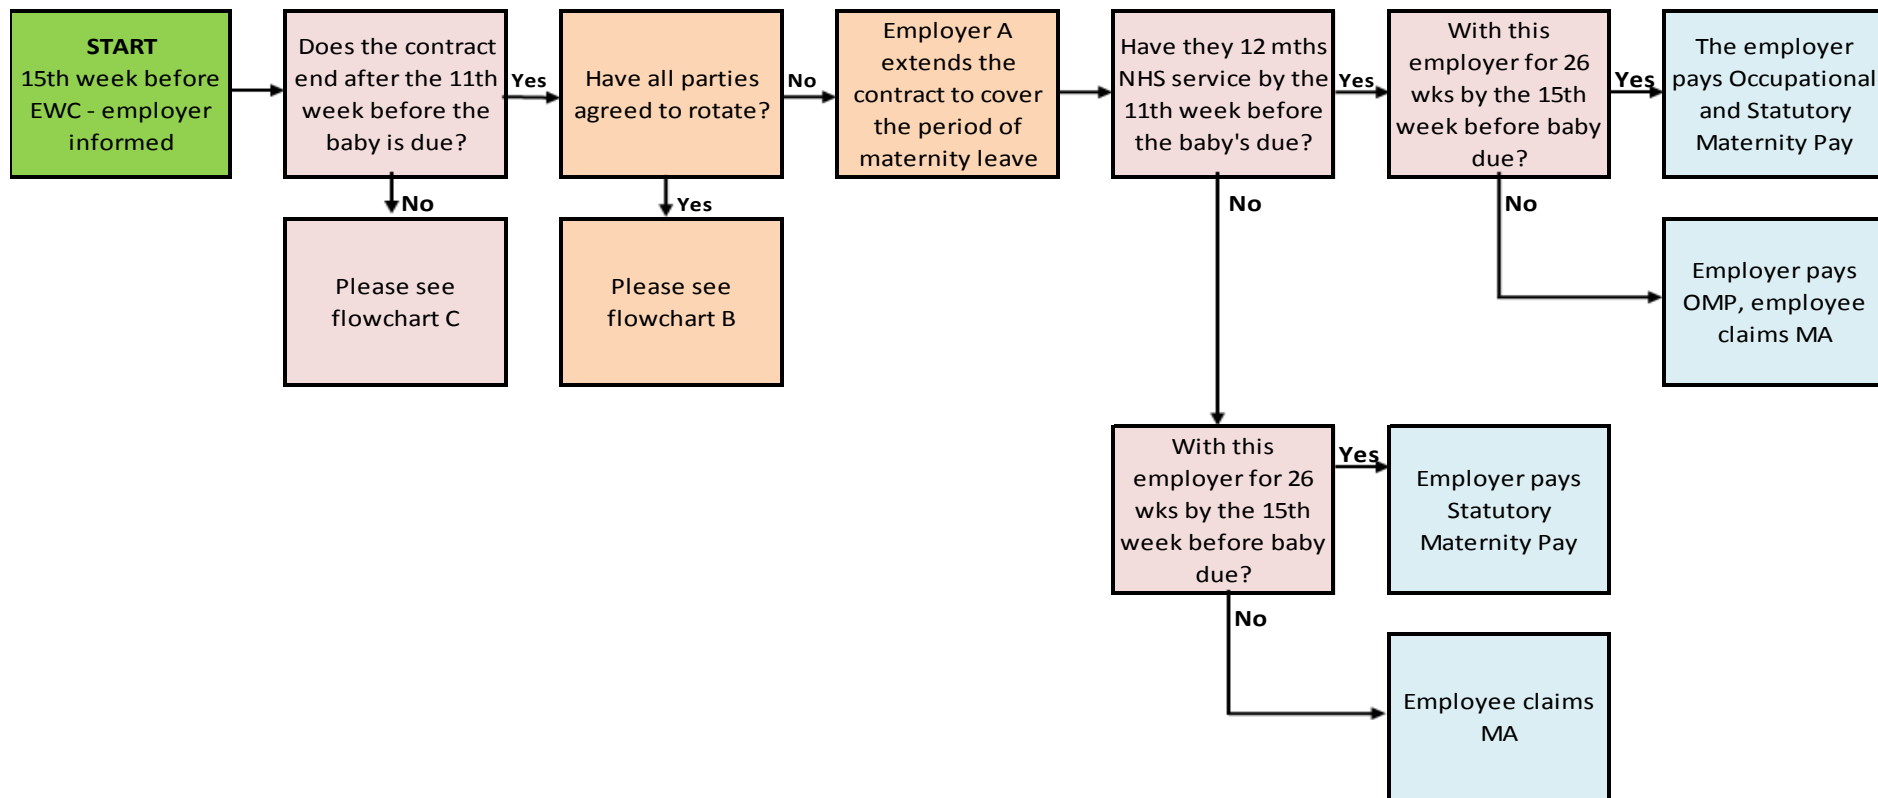 START
15th week before
EWC - employer
informed
Does the contract
end after the 11th
week before the
baby is due?
Yes
Have all parties
agreed to rotate?
No
Employer A
extends the
contract to cover
the period of
maternity leave
Have they 12 mths
NHS service by the
11th week before
the baby's due?
Yes
With this
employer for 26
wks by the 15th
week before baby
due?
Yes
The employer
pays Occupational
and Statutory
Maternity Pay
No
Please see
flowchart C
Yes
Please see
flowchart B
No
No
Employer pays
OMP, employee
claims MA
With this
employer for 26
wks by the 15th
week before baby
due?
Yes
Employer pays
Statutory
Maternity Pay
No
Employee claims
MA